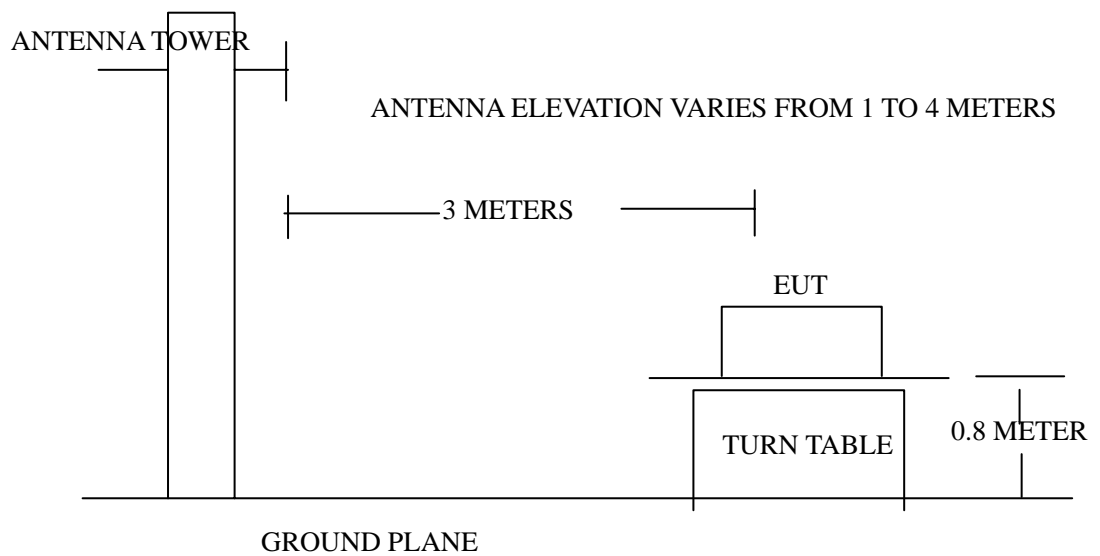 ANTENNA TOWER
ANTENNA ELEVATION VARIES FROM 1 TO 4 METERS
3 METERS
EUT
TURN TABLE
0.8 METER
GROUND PLANE